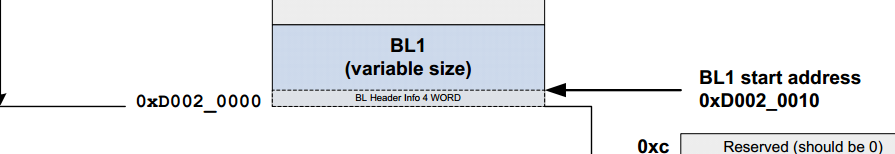 BL1
(variable size)
BL Header Info 4 WORD
0xD002_0000
BL1 start address
0xD002_0010
0xc
Reserved (should be 0)